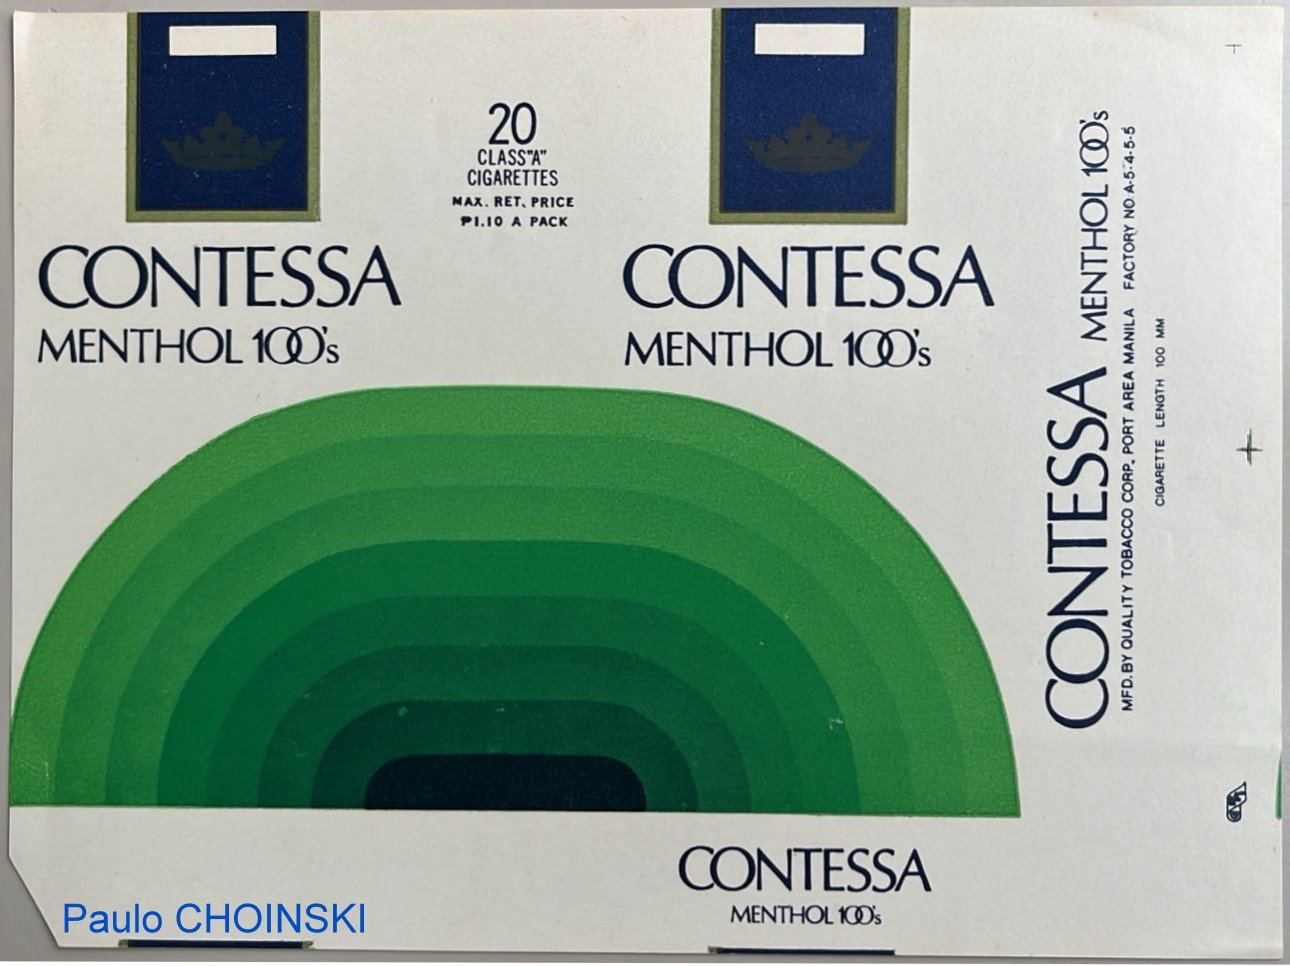 20
CLASS"A"
CIGARETTES
MAX. RET. PRICE
₱1.10 A PACK
CONTESSA
MENTHOL 100's
CONTESSA
MENTHOL 100's
CONTESSA MENTHOL 100's
MFD. BY QUALITY TOBACCO CORP. PORT AREA MANILA FACTORY NO. A-5-4-5-5
CIGARETTE LENGTH 100 MM
CONTESSA
MENTHOL 100's
Paulo CHOINSKI